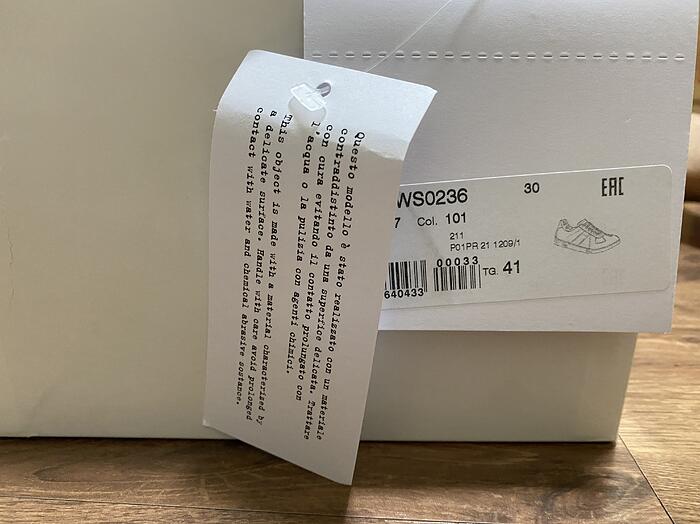 Questo modello è stato realizzato con un materiale
contraddistinto da una superfice delicata. Trattare
con cura evitando il contatto prolungato con
l'acqua o la pulizia con agenti chimici.
This object is made with a material characterized by
a delicate surface. Handle with care avoid prolonged
contact with water and chemical abrasive sostance.
WS0236 30 EAC
7 Col. 101
211
P01PR 21 1209/1
00033
640433 TG. 41